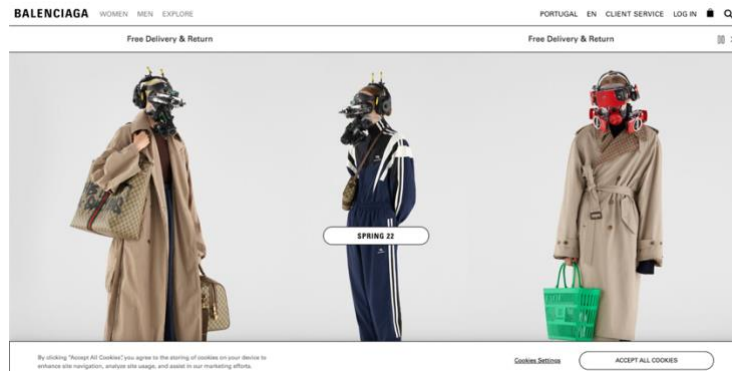 BALENCIAGA WOMEN MEN EXPLORE PORTUGAL EN CLIENT SERVICE LOG IN
Free Delivery & Return Free Delivery & Return
SPRING 22
By clicking "Accept All Cookies", you agree to the storing of cookies on your device to
enhance site navigation, analyze site usage, and assist in our marketing efforts.
Cookies Settings ACCEPT ALL COOKIES